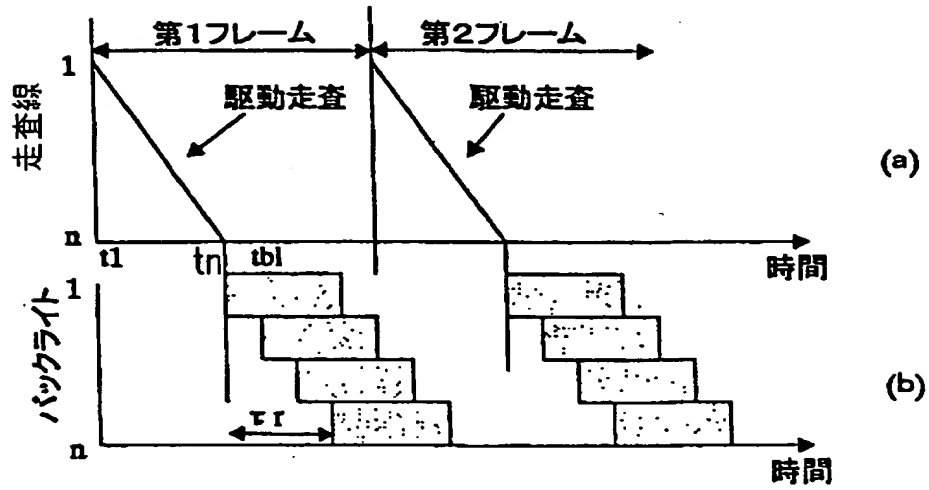 第1フレーム
第2フレーム
1
駆動走査
駆動走査
走査線
(a)
n
t1
tn
tbl
時間
1
バックライト
(b)
τr
n
時間